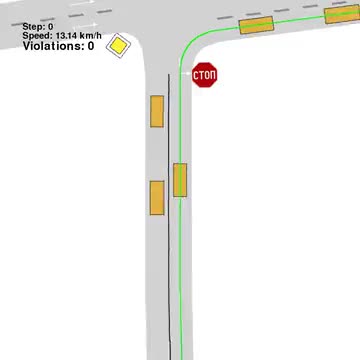 Step: 0
Speed: 13.14 km/h
Violations: 0
СТОП